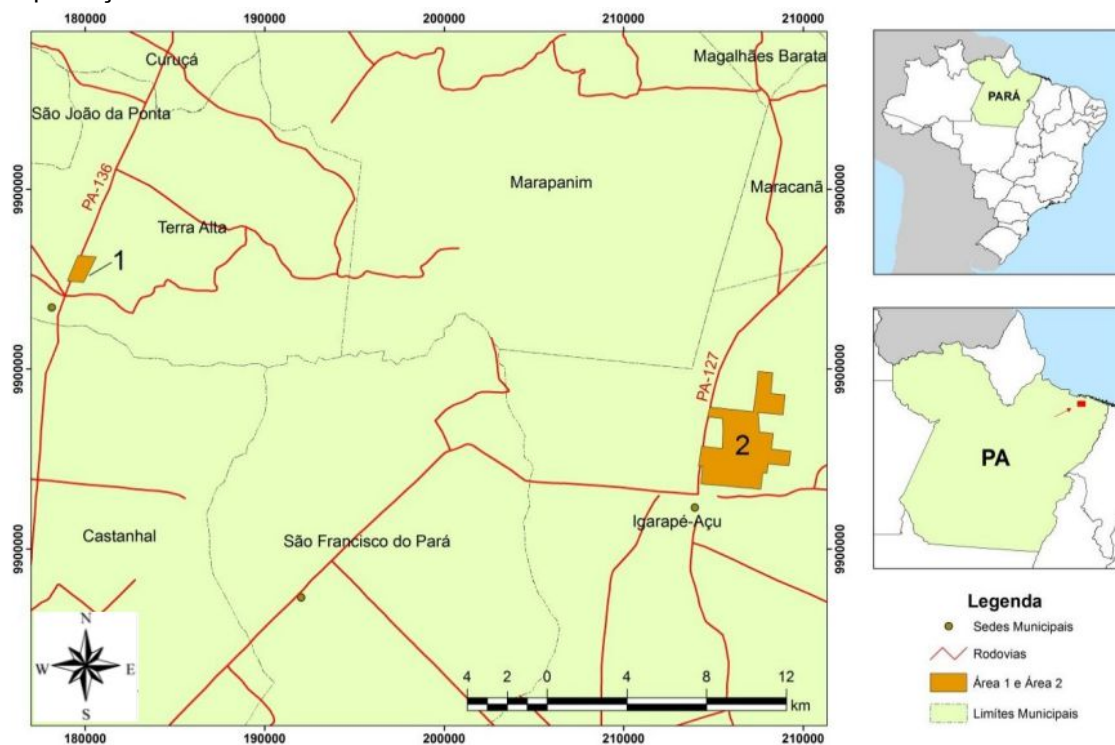 180000 190000 200000 210000 210000
Curuçá
Magalhães Barata
São João da Ponta
PA-136
Marapanim
Maracanã
Terra Alta
1
PA-127
2
Igarapé-Açu
Castanhal
São Francisco do Pará
9900000
9900000
9900000
9900000
9900000
9900000
N
W E
S
4 2 0 4 8 12
km
180000 190000 200000 210000 210000
PARÁ
PA
Legenda
Sedes Municipais
Rodovias
Área 1 e Área 2
Limítes Municipais